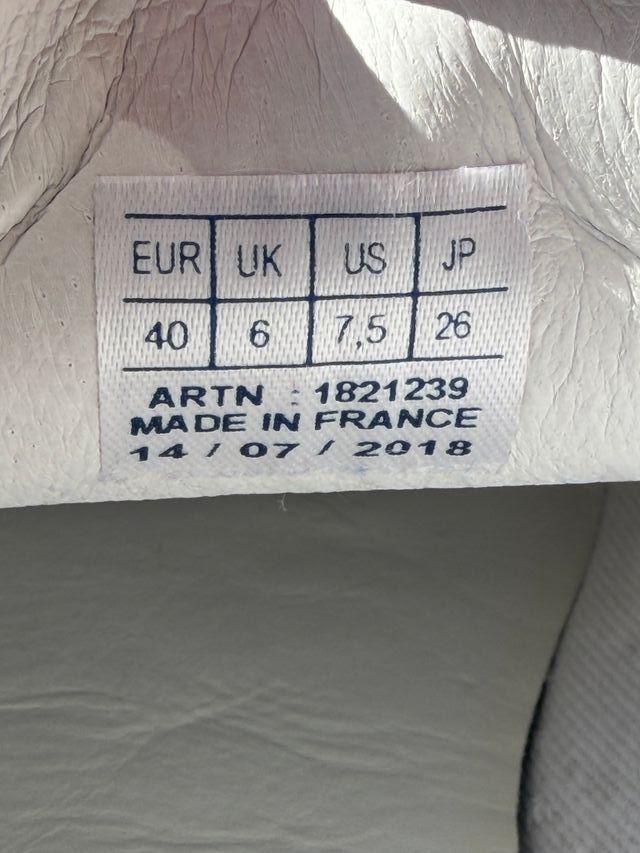 EUR UK US JP
40 6 7,5 26
ARTN : 1821239
MADE IN FRANCE
14 / 07 / 2018